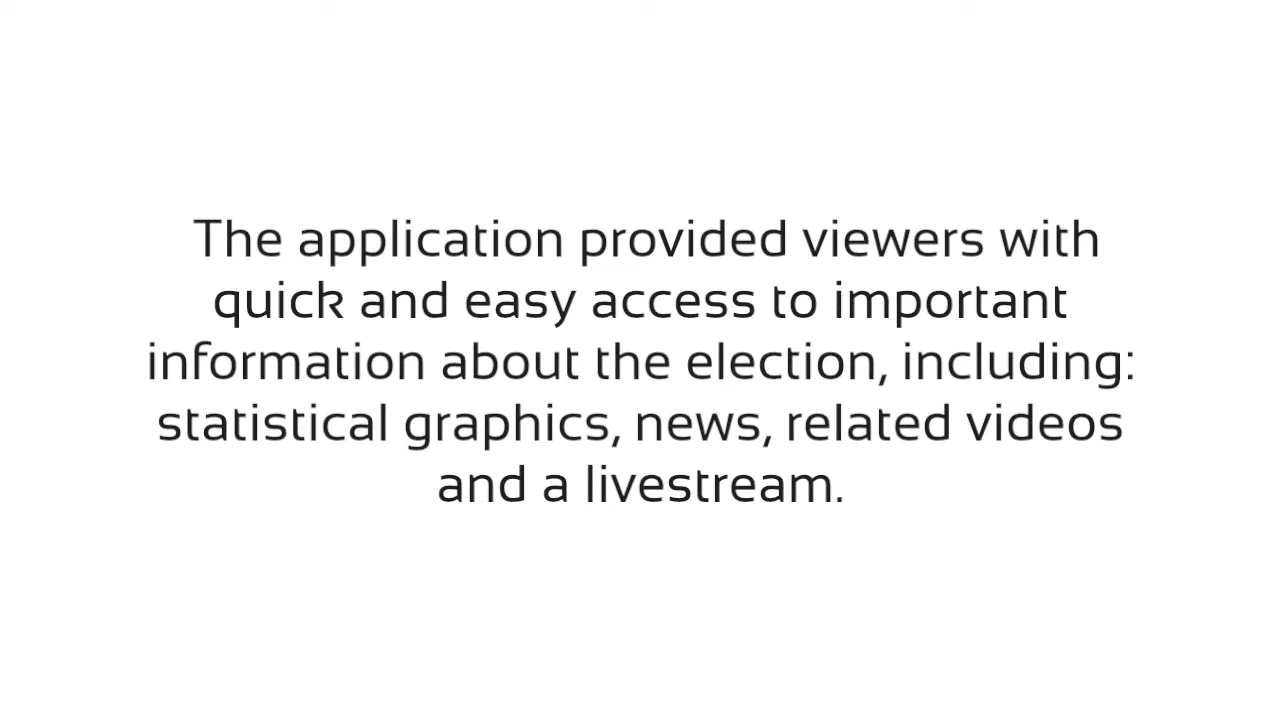 The application provided viewers with
quick and easy access to important
information about the election, including:
statistical graphics, news, related videos
and a livestream.